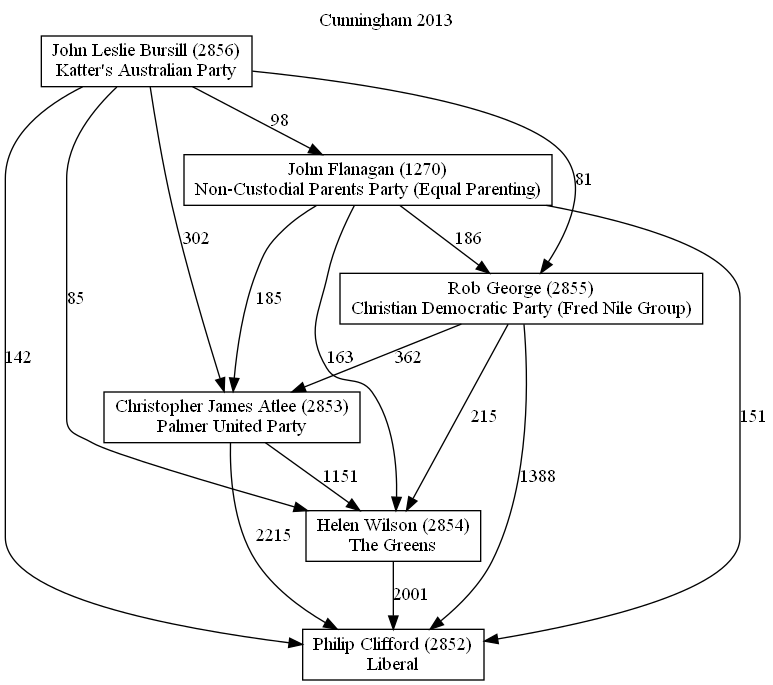 Cunningham 2013
John Leslie Bursill (2856)
Katter's Australian Party
98
John Flanagan (1270)
Non-Custodial Parents Party (Equal Parenting)
81
302
186
Rob George (2855)
Christian Democratic Party (Fred Nile Group)
85
185
142
163
362
Christopher James Atlee (2853)
Palmer United Party
215
151
1151
1388
Helen Wilson (2854)
The Greens
2215
2001
Philip Clifford (2852)
Liberal